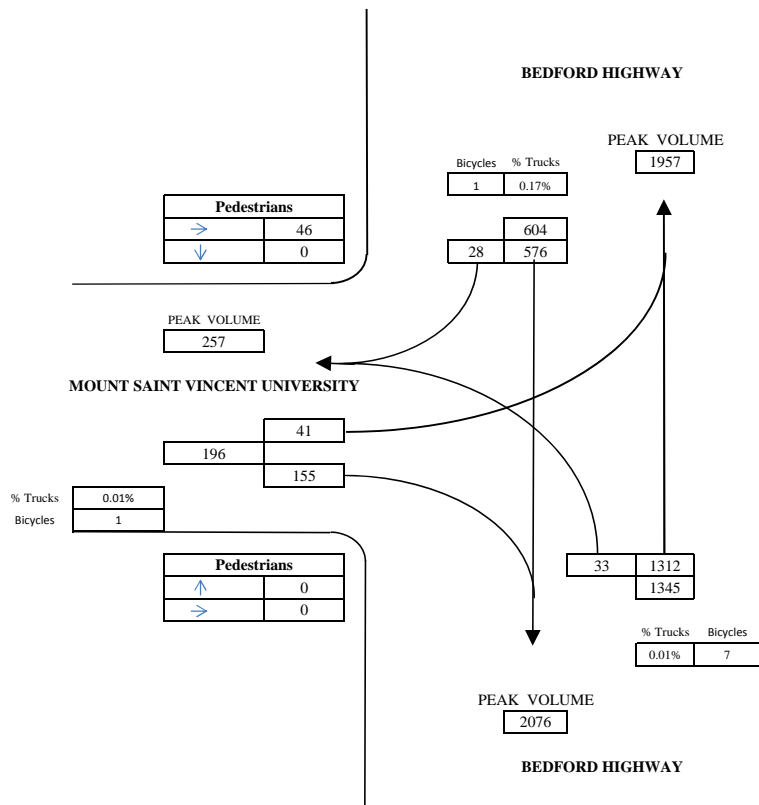 BEDFORD HIGHWAY
PEAK VOLUME
1957
Bicycles % Trucks
1 0.17%
Pedestrians
→ 46
↓ 0
604
28 576
PEAK VOLUME
257
MOUNT SAINT VINCENT UNIVERSITY
41
196
155
% Trucks 0.01%
Bicycles 1
Pedestrians
↑ 0
→ 0
33 1312
1345
% Trucks Bicycles
0.01% 7
PEAK VOLUME
2076
BEDFORD HIGHWAY